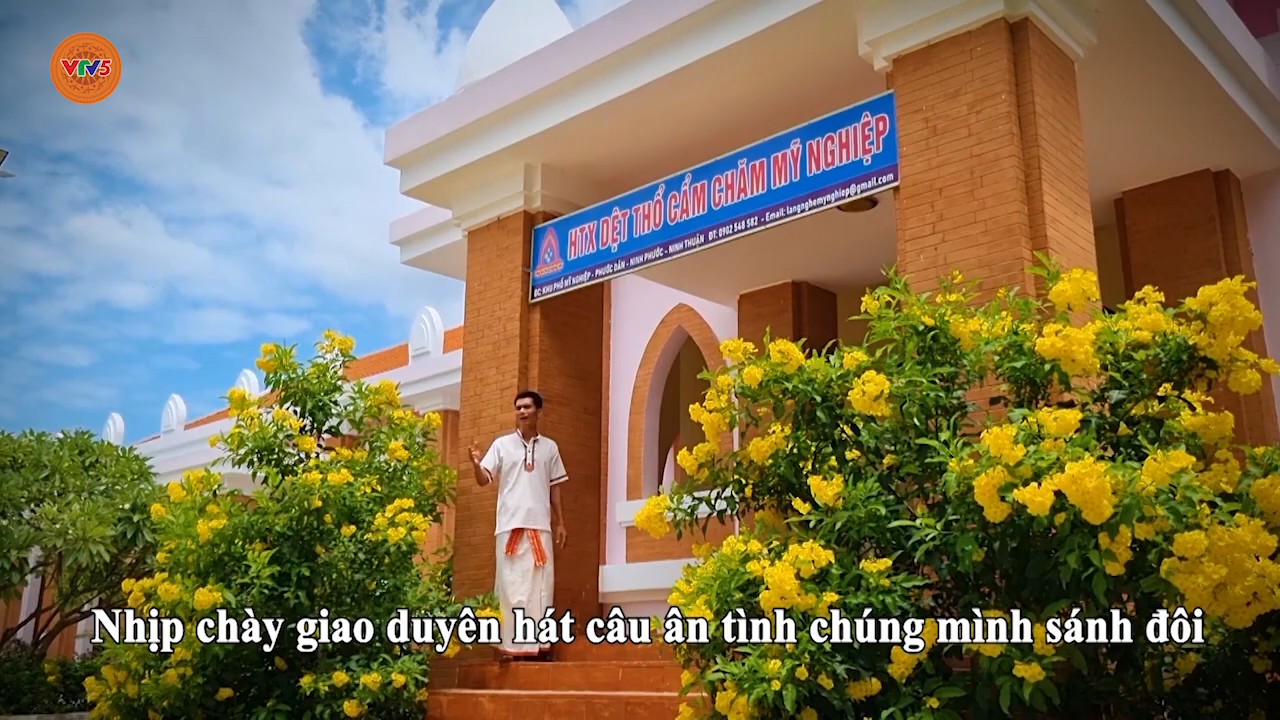 VTV5
HTX DỆT THỔ CẨM CHĂM MỸ NGHIỆP
ĐC: KHU PHỐ MỸ NGHIỆP - PHƯỚC DÂN - NINH PHƯỚC - NINH THUẬN ĐT: 0902 548 582 - Email: langnghemynghiep@gmail.com
Nhịp chày giao duyên hát câu ân tình chúng mình sánh đôi